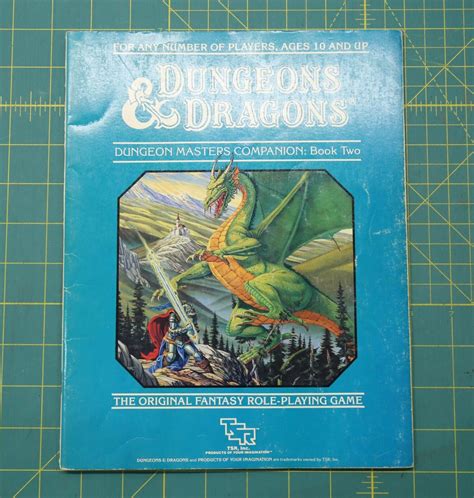 FOR ANY NUMBER OF PLAYERS, AGES 10 AND UP
DUNGEONS
& DRAGONS®
DUNGEON MASTERS COMPANION: Book Two
THE ORIGINAL FANTASY ROLE-PLAYING GAME
TSR
TSR, Inc.
PRODUCTS OF YOUR IMAGINATION™
DUNGEONS & DRAGONS and PRODUCTS OF YOUR IMAGINATION are trademarks owned by TSR, Inc.